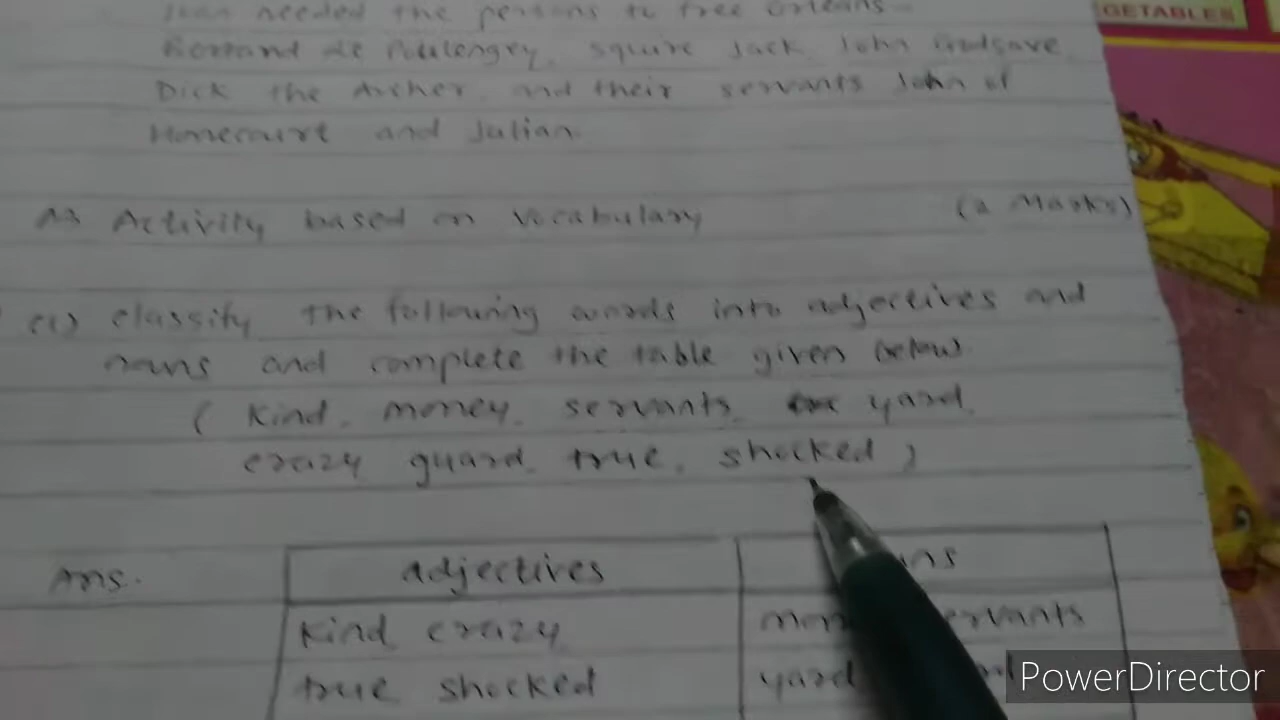 Joan needed the persons to free Orleans
Bertrand de Poulengey, squire Jack John Godsave
Dick the Archer and their servants John of
Honecourt and Julian.
GETABLES
A3 Activity based on vocabulary (2 Marks)
(i) classify the following words into adjectives and
nouns and complete the table given below
( kind, money, servants, yard,
crazy guard, true, shocked )
Ans. adjectives
kind crazy servants
true shocked yard
PowerDirector